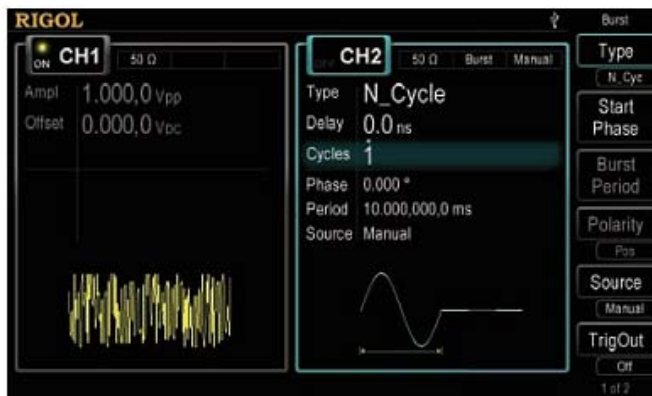 RIGOL
Burst
ON CH1 50 Ω
Ampl 1.000,0 Vpp
Offset 0.000,0 VDC
OFF CH2 50 Ω Burst Manual
Type N_Cycle
Delay 0.0 ns
Cycles 1
Phase 0.000 °
Period 10.000,000,0 ms
Source Manual
Type
N_Cyc
Start
Phase
Burst
Period
Polarity
Pos
Source
Manual
TrigOut
Off
1 of 2